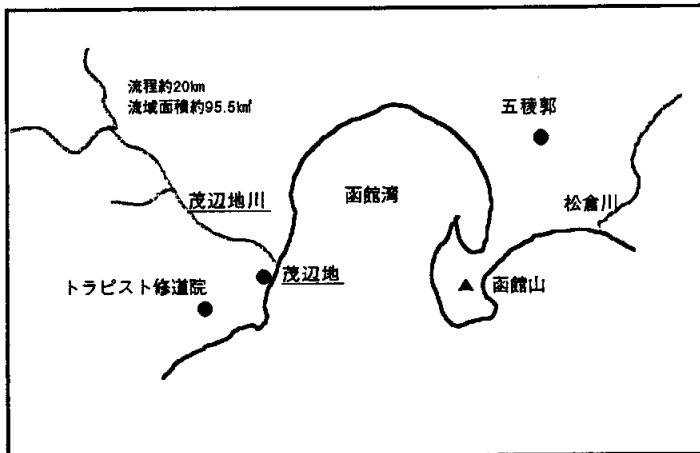 流程約20km
流域面積約95.5km²
五稜郭
函館湾
茂辺地川
松倉川
茂辺地
トラピスト修道院
函館山